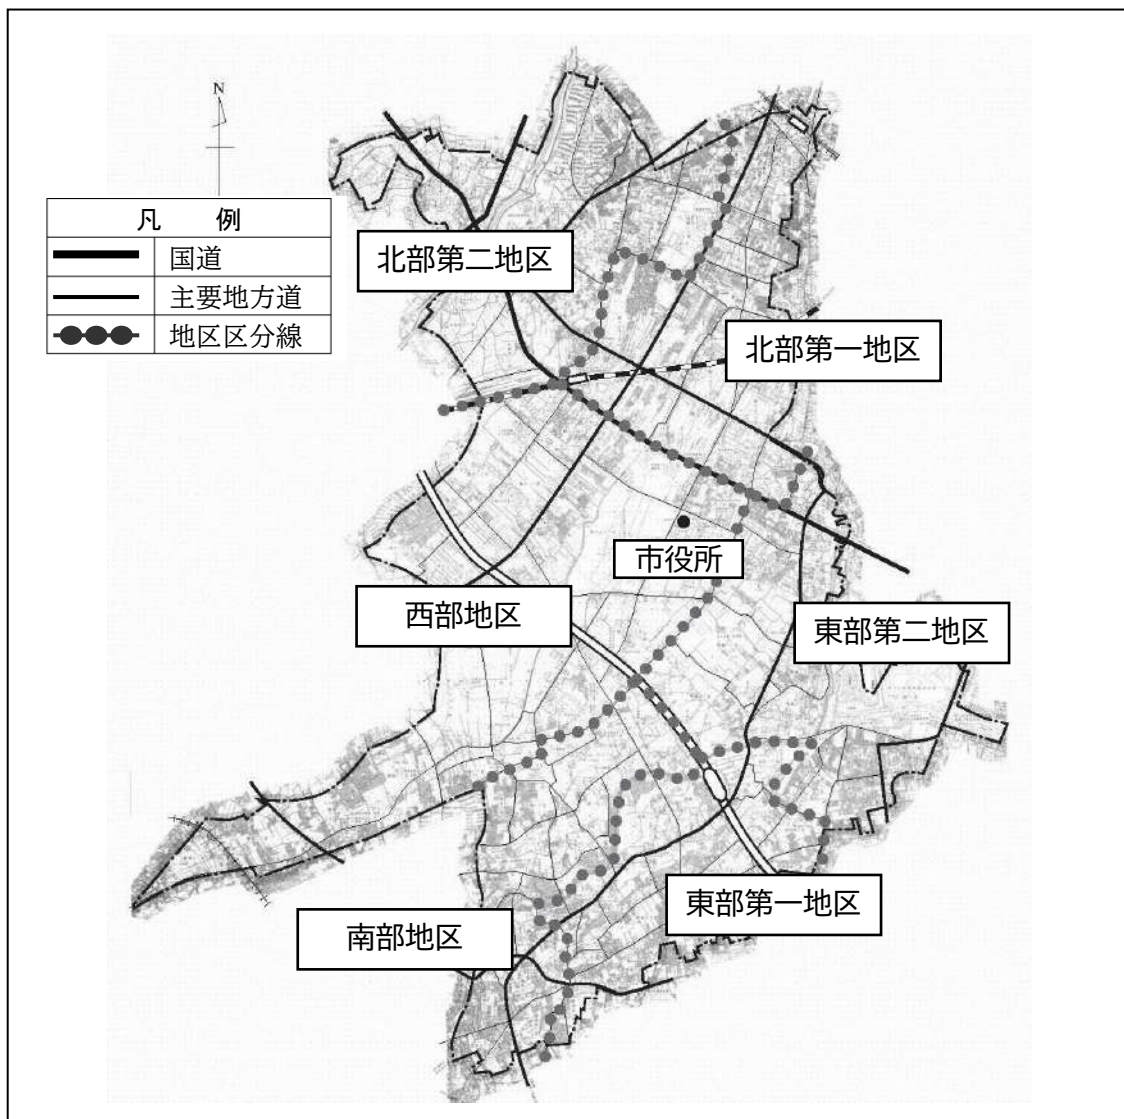 N
凡 例
国道
主要地方道
地区区分線
北部第二地区
北部第一地区
市役所
西部地区
東部第二地区
東部第一地区
南部地区